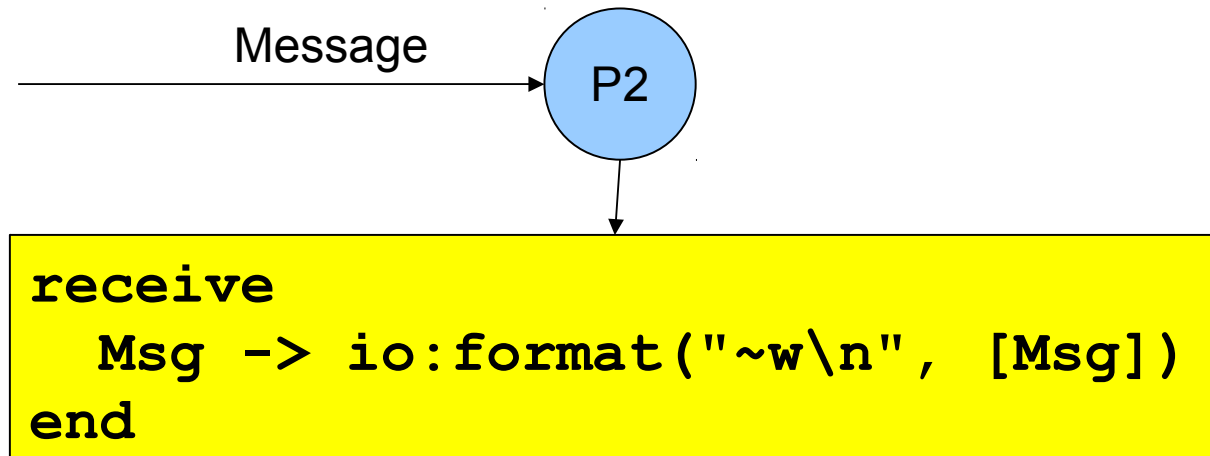 Message
P2
receive
  Msg -> io:format("~w\n", [Msg])
end